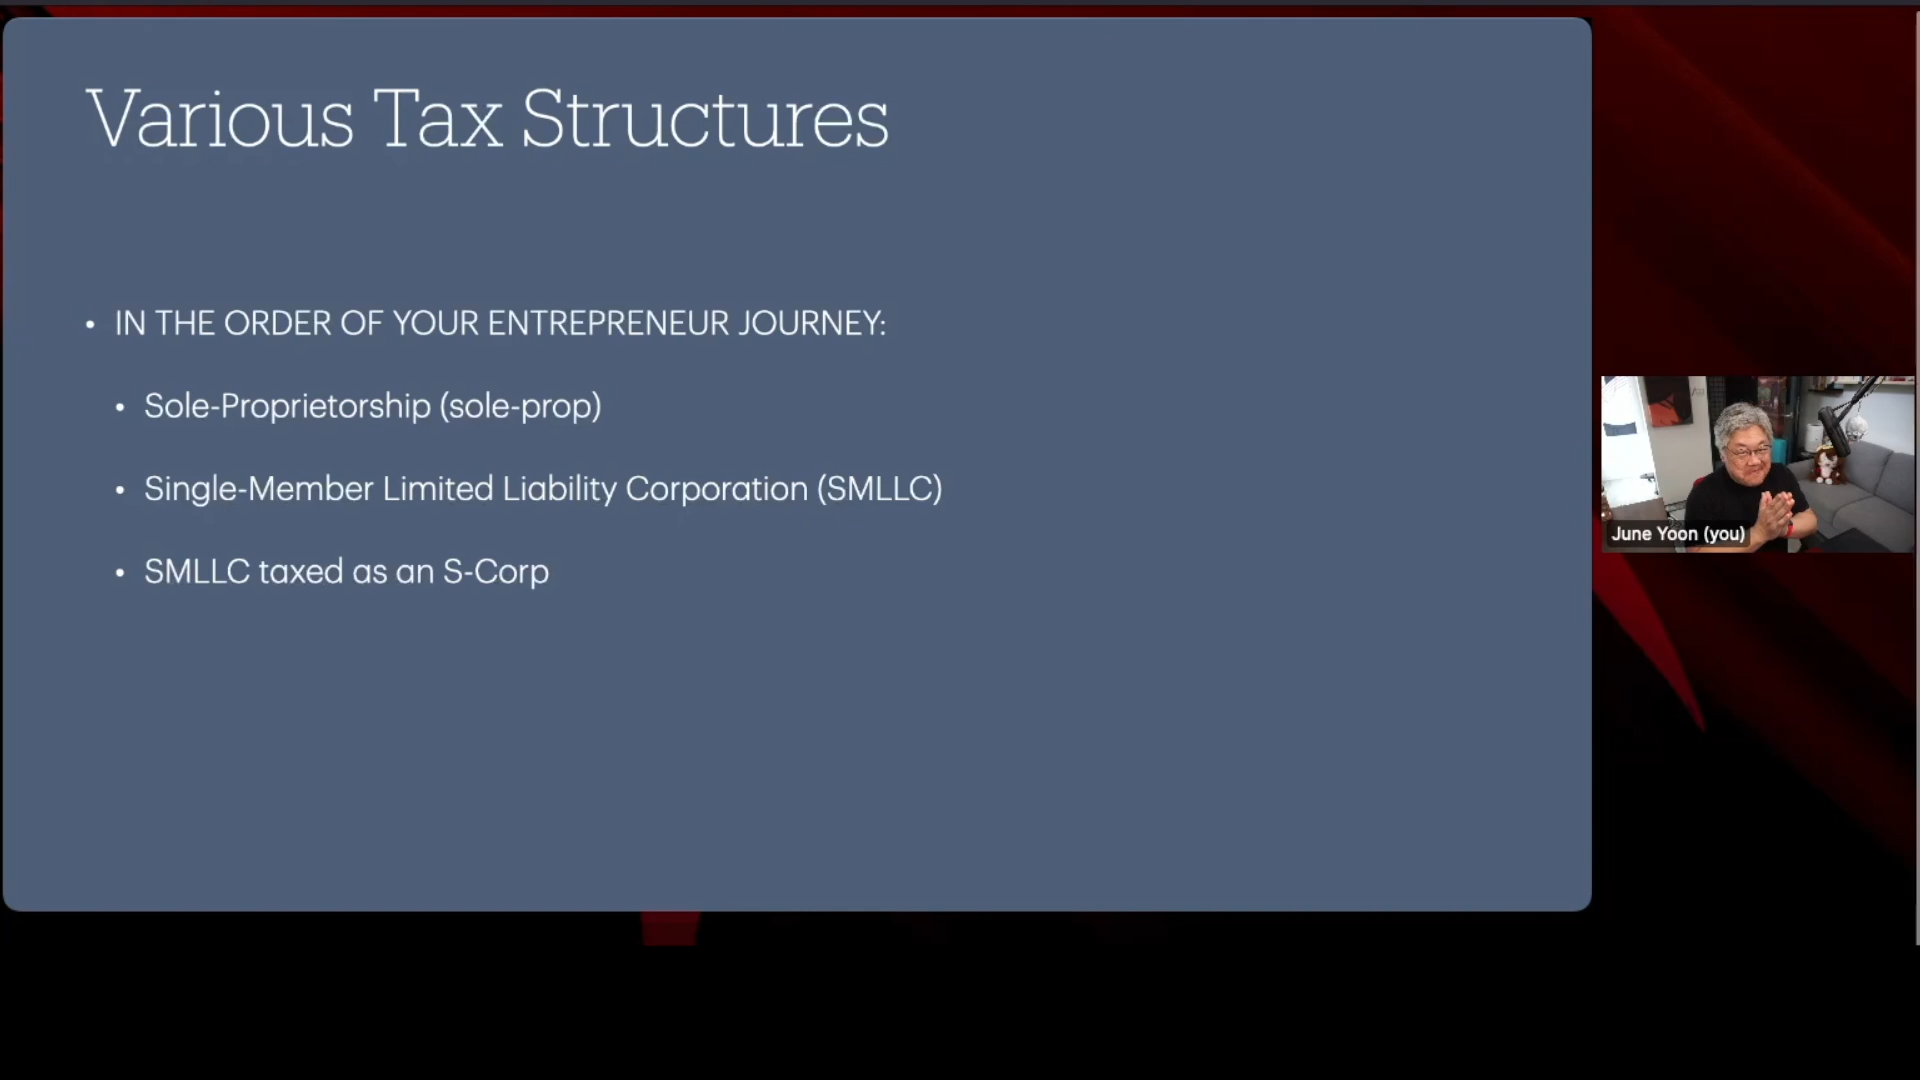 Various Tax Structures
• IN THE ORDER OF YOUR ENTREPRENEUR JOURNEY:
• Sole-Proprietorship (sole-prop)
• Single-Member Limited Liability Corporation (SMLLC)
• SMLLC taxed as an S-Corp
June Yoon (you)